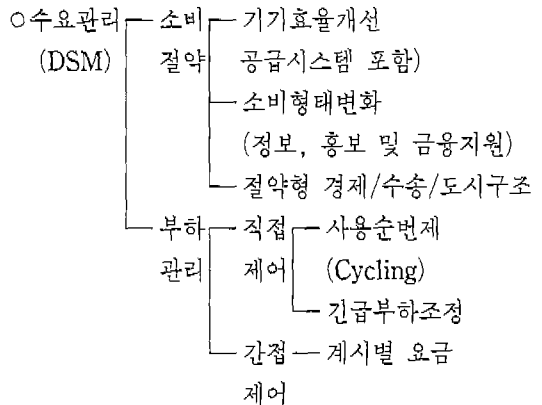 ○수요관리 소비 기기효율개선
(DSM) 절약 공급시스템 포함)
소비형태변화
(정보, 홍보 및 금융지원)
절약형 경제/수송/도시구조
부하 직접 사용순번제
관리 제어 (Cycling)
긴급부하조정
간접 계시별 요금
제어